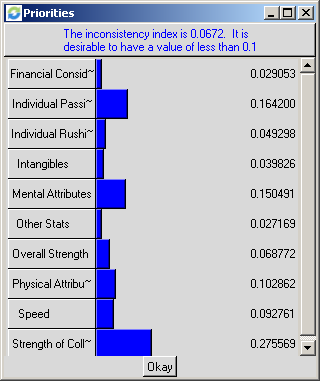 Priorities
The inconsistency index is 0.0672. It is
desirable to have a value of less than 0.1
Financial Consid~ 0.029053
Individual Passi~ 0.164200
Individual Rushi~ 0.049298
Intangibles 0.039826
Mental Attributes 0.150491
Other Stats 0.027169
Overall Strength 0.068772
Physical Attribu~ 0.102862
Speed 0.092761
Strength of Coll~ 0.275569
Okay